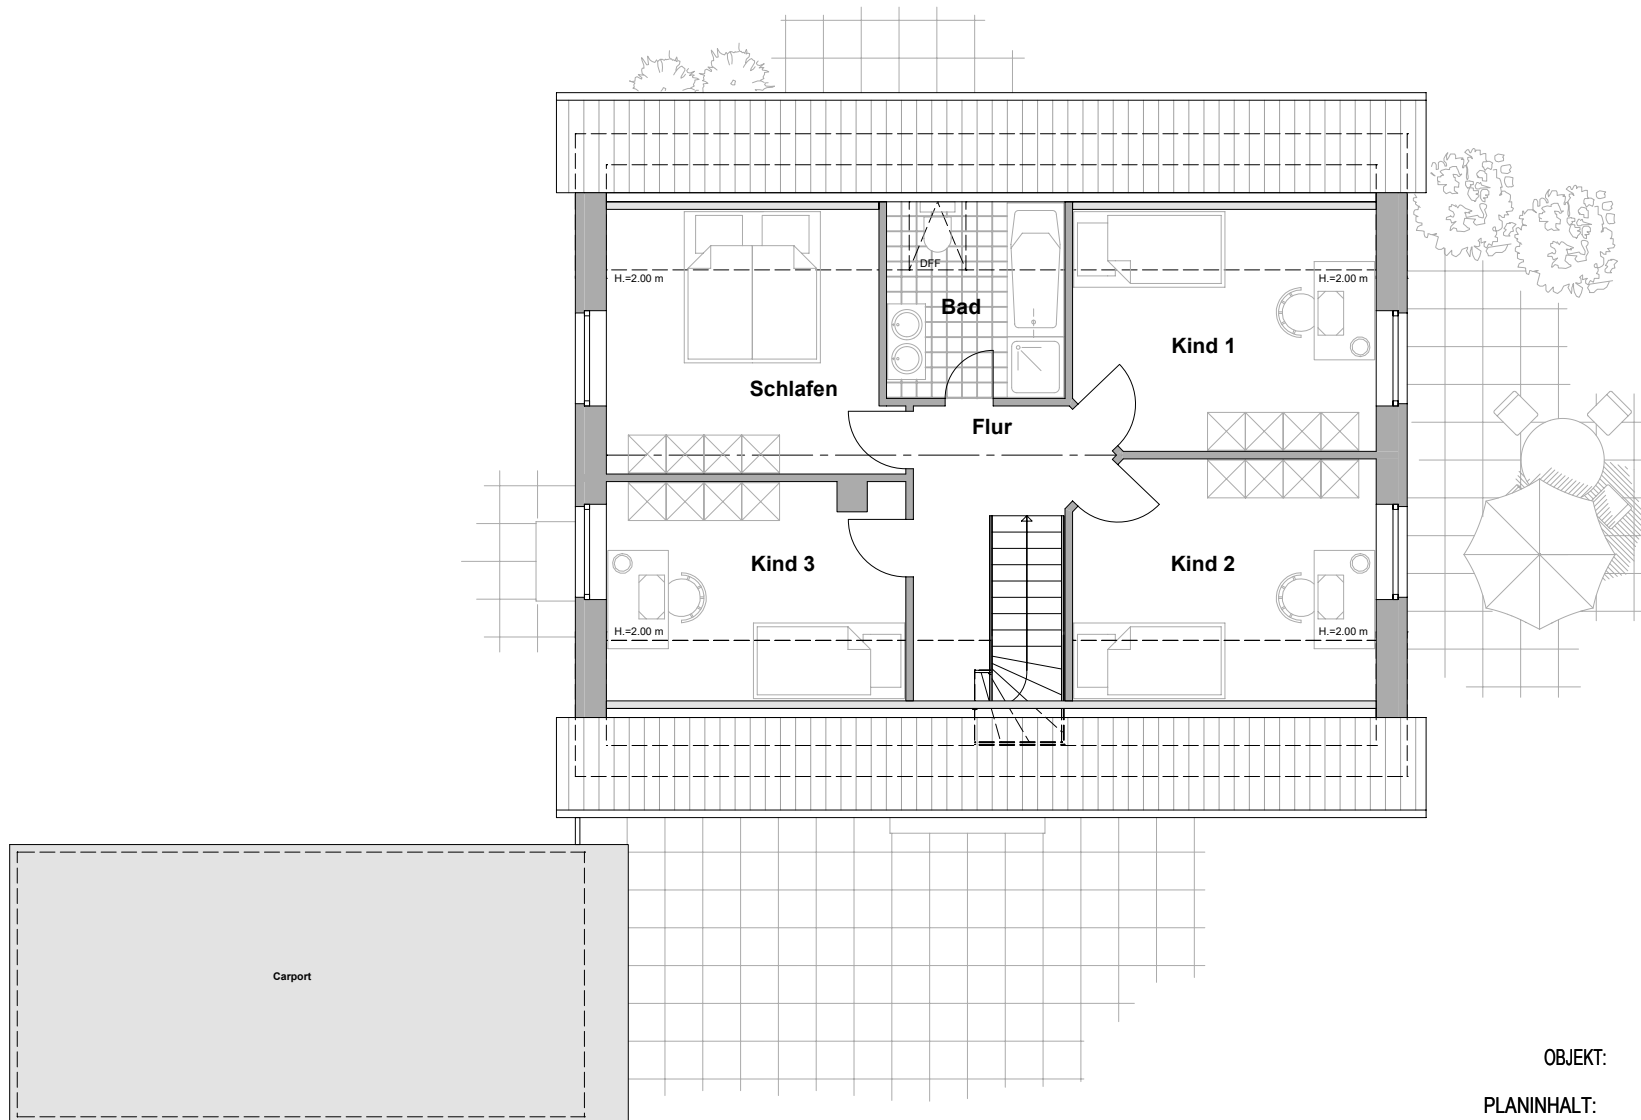 DFF
H.=2.00 m
H.=2.00 m
Bad
Kind 1
Schlafen
Flur
Kind 3
Kind 2
H.=2.00 m
H.=2.00 m
Carport
OBJEKT:
PLANINHALT: